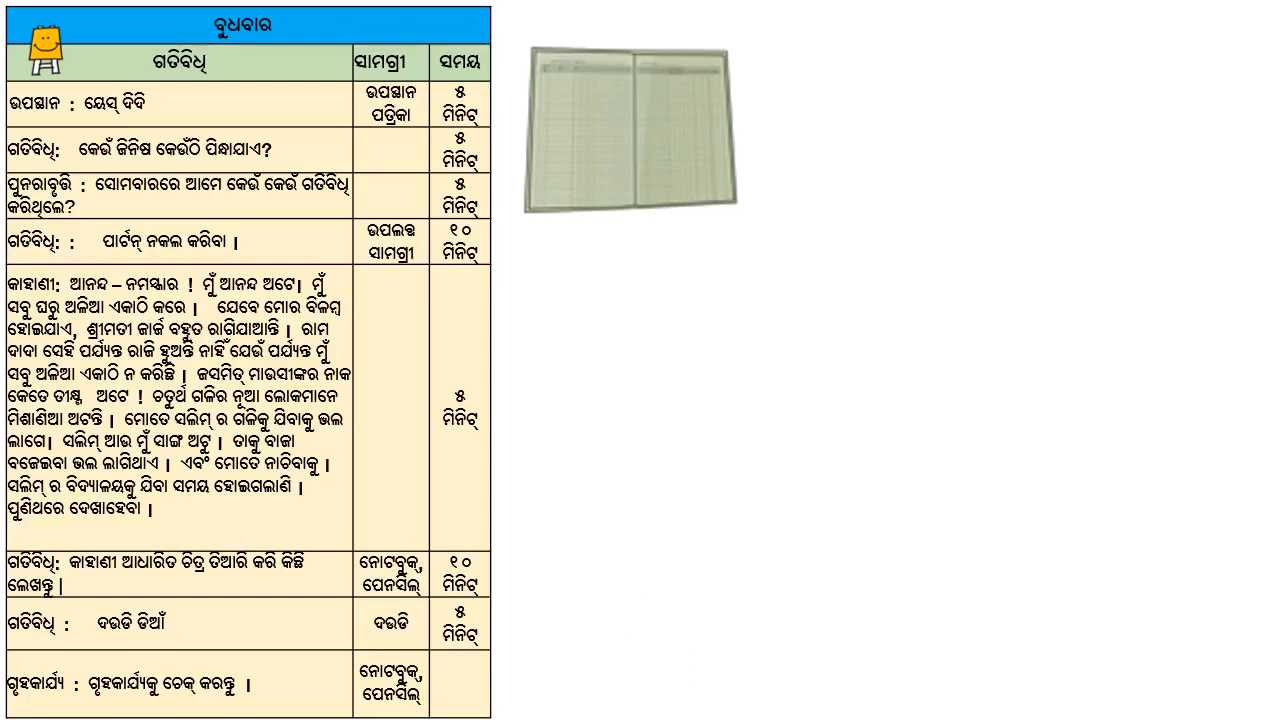 ବୁଧବାର
ଗତିବିଧି ସାମଗ୍ରୀ ସମୟ
ଉପସ୍ଥାନ : ୟେସ୍ ଦିଦି
ଉପସ୍ଥାନ
ପତ୍ରିକା
୫
ମିନିଟ୍
ଗତିବିଧି: କେଉଁ ଜିନିଷ କେଉଁଠି ପିନ୍ଧାଯାଏ?
୫
ମିନିଟ୍
ପୁନରାବୃତ୍ତି : ସୋମବାରରେ ଆମେ କେଉଁ କେଉଁ ଗତିବିଧି
କରିଥିଲେ?
୫
ମିନିଟ୍
ଗତିବିଧି: : ପାର୍ଟନ୍ ନକଲ କରିବା ।
ଉପଲବ୍ଧ
ସାମଗ୍ରୀ
୧୦
ମିନିଟ୍
କାହାଣୀ: ଆନନ୍ଦ – ନମସ୍କାର ! ମୁଁ ଆନନ୍ଦ ଅଟେ। ମୁଁ
ସବୁ ଘରୁ ଅଳିଆ ଏକାଠି କରେ । ଯେବେ ମୋର ବିଳମ୍ବ
ହୋଇଯାଏ, ଶ୍ରୀମତୀ ଜାର୍ଜ ବହୁତ ରାଗିଯାଆନ୍ତି । ରାମ
ଦାଦା ସେହି ପର୍ଯ୍ୟନ୍ତ ରାଜି ହୁଅନ୍ତି ନାହିଁ ଯେଉଁ ପର୍ଯ୍ୟନ୍ତ ମୁଁ
ସବୁ ଅଳିଆ ଏକାଠି ନ କରିଛି । ଜସମିତ୍ ମାଉସୀଙ୍କର ନାକ
କେତେ ତୀକ୍ଷ୍ଣ ଅଟେ ! ଚତୁର୍ଥ ଗଳିର ନୂଆ ଲୋକମାନେ
ମିଶାଣିଆ ଅଟନ୍ତି । ମୋତେ ସଲିମ୍ ର ଗଳିକୁ ଯିବାକୁ ଭଲ
ଲାଗେ। ସଲିମ୍ ଆଉ ମୁଁ ସାଙ୍ଗ ଅଟୁ । ତାକୁ ବାଜା
ବଜେଇବା ଭଲ ଲାଗିଥାଏ । ଏବଂ ମୋତେ ନାଚିବାକୁ ।
ସଲିମ୍ ର ବିଦ୍ୟାଳୟକୁ ଯିବା ସମୟ ହୋଇଗଲାଣି ।
ପୁଣିଥରେ ଦେଖାହେବା ।
୫
ମିନିଟ୍
ଗତିବିଧି: କାହାଣୀ ଆଧାରିତ ଚିତ୍ର ତିଆରି କରି କିଛି
ଲେଖନ୍ତୁ |
ନୋଟବୁକ୍,
ପେନସିଲ୍
୧୦
ମିନିଟ୍
ଗତିବିଧି : ଦଉଡି ଡିଆଁ
ଦଉଡି
୫
ମିନିଟ୍
ଗୃହକାର୍ଯ୍ୟ : ଗୃହକାର୍ଯ୍ୟକୁ ଚେକ୍ କରନ୍ତୁ ।
ନୋଟବୁକ୍,
ପେନସିଲ୍